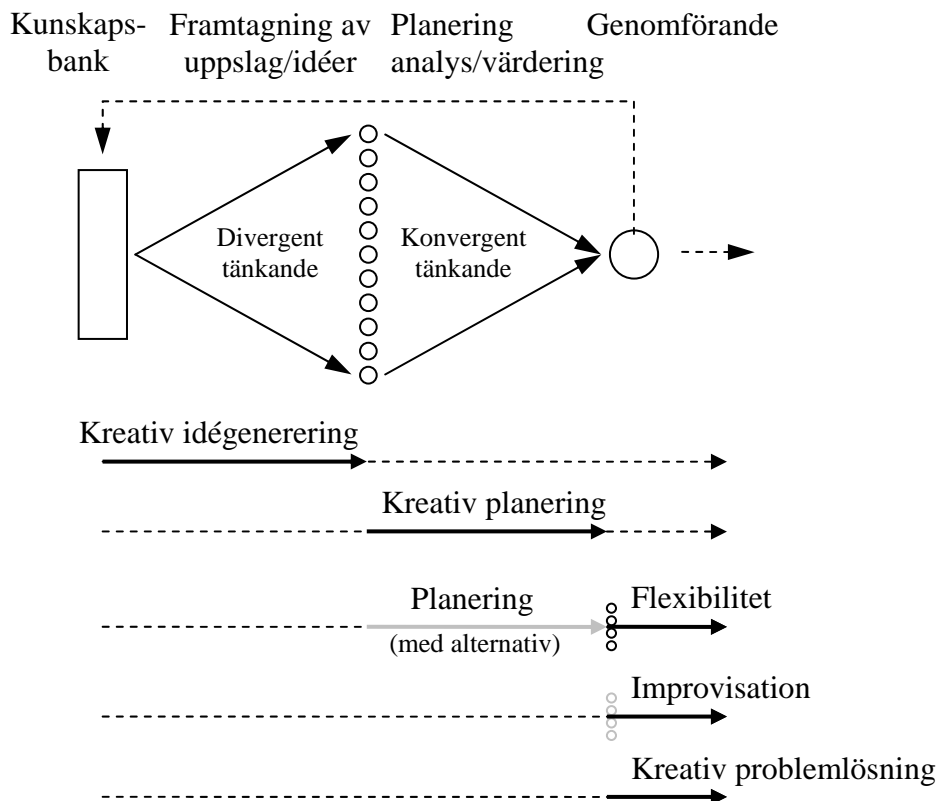 Kunskaps-
bank
Framtagning av
uppslag/idéer
Planering
analys/värdering
Genomförande
Divergent
tänkande
Konvergent
tänkande
Kreativ idégenerering
Kreativ planering
Planering
(med alternativ)
Flexibilitet
Improvisation
Kreativ problemlösning